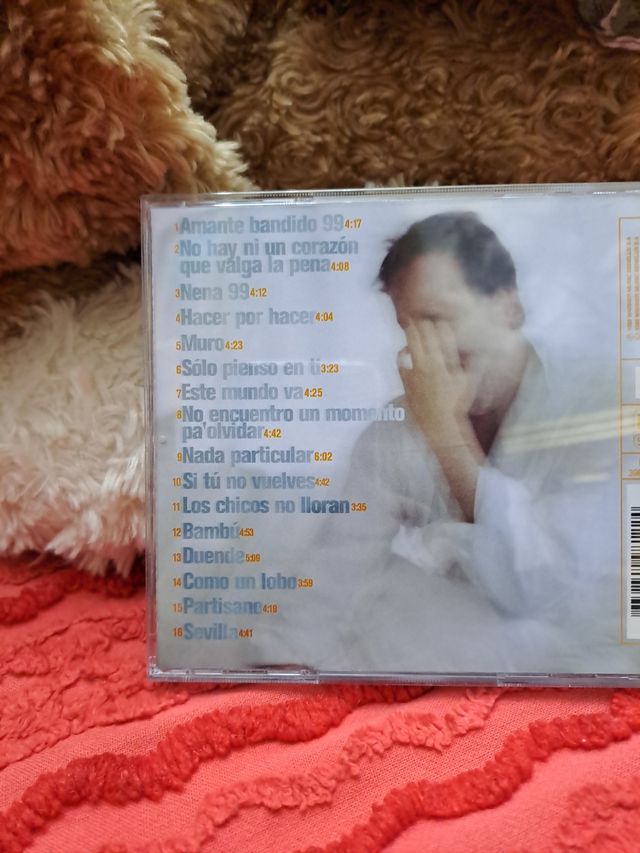 1 Amante bandido 99 4:17
2 No hay ni un corazón
que valga la pena 4:08
3 Nena 99 4:12
4 Hacer por hacer 4:04
5 Muro 4:23
6 Sólo pienso en ti 3:23
7 Este mundo va 4:25
8 No encuentro un momento
pa'olvidar 4:42
9 Nada particular 6:02
10 Si tú no vuelves 4:42
11 Los chicos no lloran 3:35
12 Bambú 4:53
13 Duende 5:09
14 Como un lobo 3:59
15 Partisano 4:19
16 Sevilla 4:41